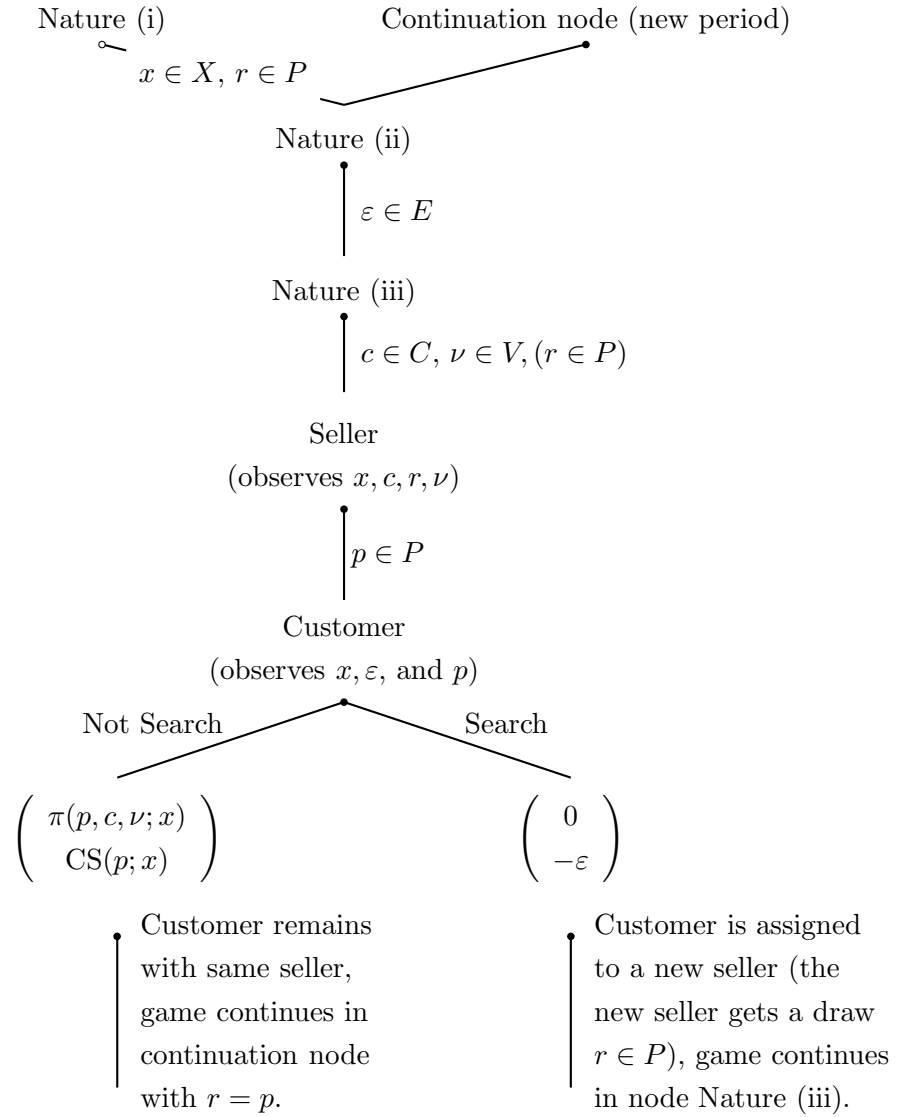 Nature (i)
Continuation node (new period)
x ∈ X, r ∈ P
Nature (ii)
ε ∈ E
Nature (iii)
c ∈ C, ν ∈ V, (r ∈ P)
Seller
(observes x, c, r, ν)
p ∈ P
Customer
(observes x, ε, and p)
Not Search
Search
π(p, c, ν; x)
CS(p; x)
0
−ε
Customer remains
with same seller,
game continues in
continuation node
with r = p.
Customer is assigned
to a new seller (the
new seller gets a draw
r ∈ P), game continues
in node Nature (iii).